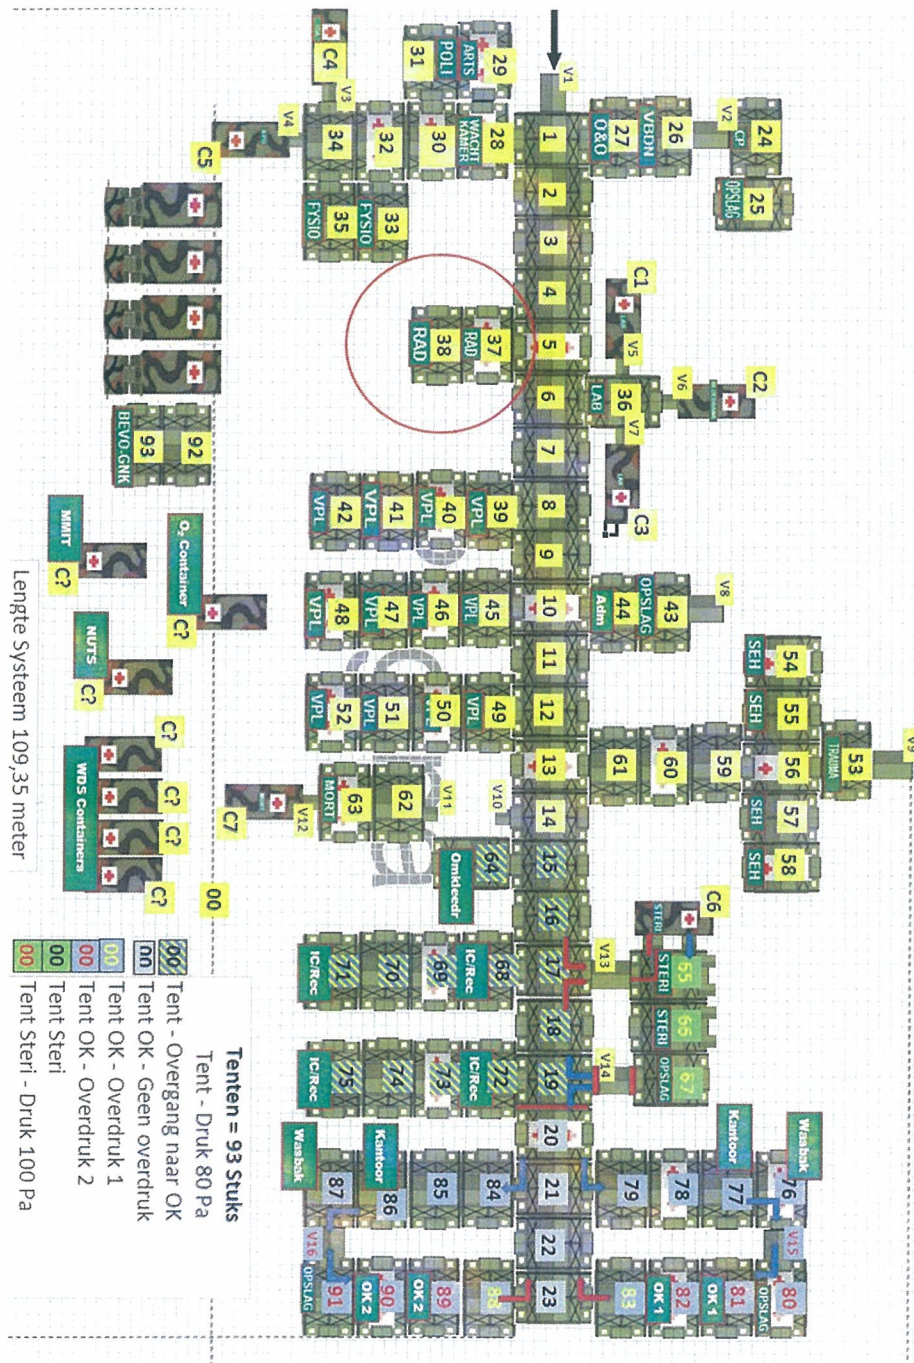 V9
53
TRAUMA
54
SEH
55
SEH
56
57
SEH
58
SEH
24
CP
25
OPSLAG
V2
26
VBDN
27
O&O
C2
V6
C1
V5
36
LAB
V7
C3
V8
43
OPSLAG
44
Adm
59
60
61
C6
STERI
65
STERI
66
STERI
67
OPSLAG
V13
V14
Wasbak
Kantoor
76
77
78
79
V15
80
OPSLAG
81
OK 1
82
OK 1
83
V1
1
2
3
4
5
6
7
8
9
10
11
12
13
14
15
16
17
18
19
20
21
22
23
29
ARTS
31
POLI
28
WACHT
KAMER
30
32
34
33
FYSIO
35
FYSIO
C4
V3
V4
C5
37
RAD
38
RAD
39
VPL
40
VPL
41
VPL
42
VPL
45
VPL
46
VPL
47
VPL
48
VPL
49
VPL
50
VPL
51
VPL
52
VPL
V10
V11
62
63
MORT
V12
C7
64
Omkleedr
68
IC/Rec
69
70
71
IC/Rec
72
IC/Rec
73
74
75
IC/Rec
84
85
86
87
Kantoor
Wasbak
V16
88
89
OK 2
90
OK 2
91
OPSLAG
92
93
BEVO.GNK
O₂ Container
C?
MMIT
C?
NUTS
C?
WDS Containers
C?
C?
C?
C?
Lengte Systeem 109,35 meter
Tenten = 93 Stuks
00 Tent - Druk 80 Pa
00 Tent - Overgang naar OK
00 Tent OK - Geen overdruk
00 Tent OK - Overdruk 1
00 Tent OK - Overdruk 2
00 Tent Steri
00 Tent Steri - Druk 100 Pa